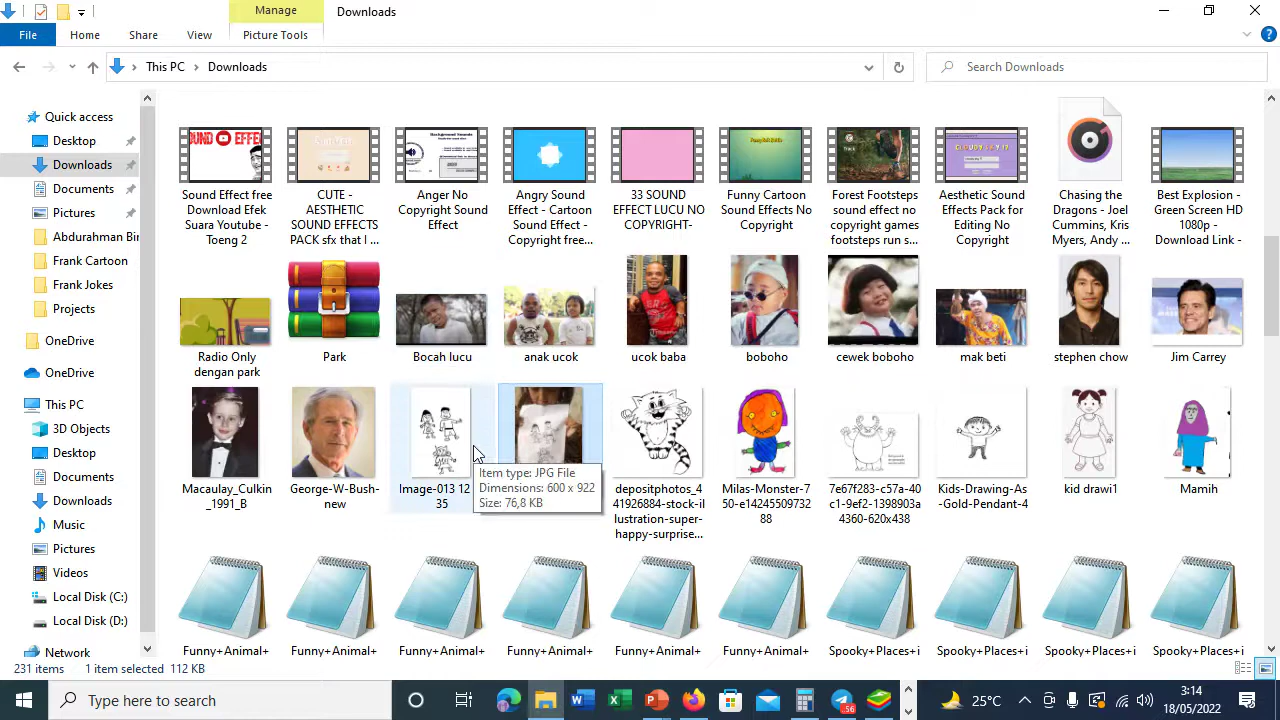 Manage
Downloads
File
Home
Share
View
Picture Tools
This PC
Downloads
Search Downloads
Quick access
Desktop
Downloads
Documents
Pictures
Abdurahman Bin
Frank Cartoon
Frank Jokes
Projects
OneDrive
OneDrive
This PC
3D Objects
Desktop
Documents
Downloads
Music
Pictures
Videos
Local Disk (C:)
Local Disk (D:)
Network
Sound Effect free
Download Efek
Suara Youtube -
Toeng 2
CUTE -
AESTHETIC
SOUND EFFECTS
PACK sfx that I ...
Anger No
Copyright Sound
Effect
Angry Sound
Effect - Cartoon
Sound Effect -
Copyright free...
33 SOUND
EFFECT LUCU NO
COPYRIGHT-
Funny Cartoon
Sound Effects No
Copyright
Forest Footsteps
sound effect no
copyright games
footsteps run s...
Aesthetic Sound
Effects Pack for
Editing No
Copyright
Chasing the
Dragons - Joel
Cummins, Kris
Myers, Andy ...
Best Explosion -
Green Screen HD
1080p -
Download Link -
Radio Only
dengan park
Park
Bocah lucu
anak ucok
ucok baba
boboho
cewek boboho
mak beti
stephen chow
Jim Carrey
Macaulay_Culkin
_1991_B
George-W-Bush-
new
Image-013 12
35
Item type: JPG File
Dimensions: 600 x 922
Size: 76,8 KB
depositphotos_4
41926884-stock-il
lustration-super-
happy-surprise...
Milas-Monster-7
50-e14245509732
88
7e67f283-c57a-40
c1-9ef2-1398903a
4360-620x438
Kids-Drawing-As
-Gold-Pendant-4
kid drawi1
Mamih
Funny+Animal+
Funny+Animal+
Funny+Animal+
Funny+Animal+
Funny+Animal+
Funny+Animal+
Spooky+Places+i
Spooky+Places+i
Spooky+Places+i
Spooky+Places+i
231 items
1 item selected 112 KB
Type here to search
.56
25°C
3:14
18/05/2022